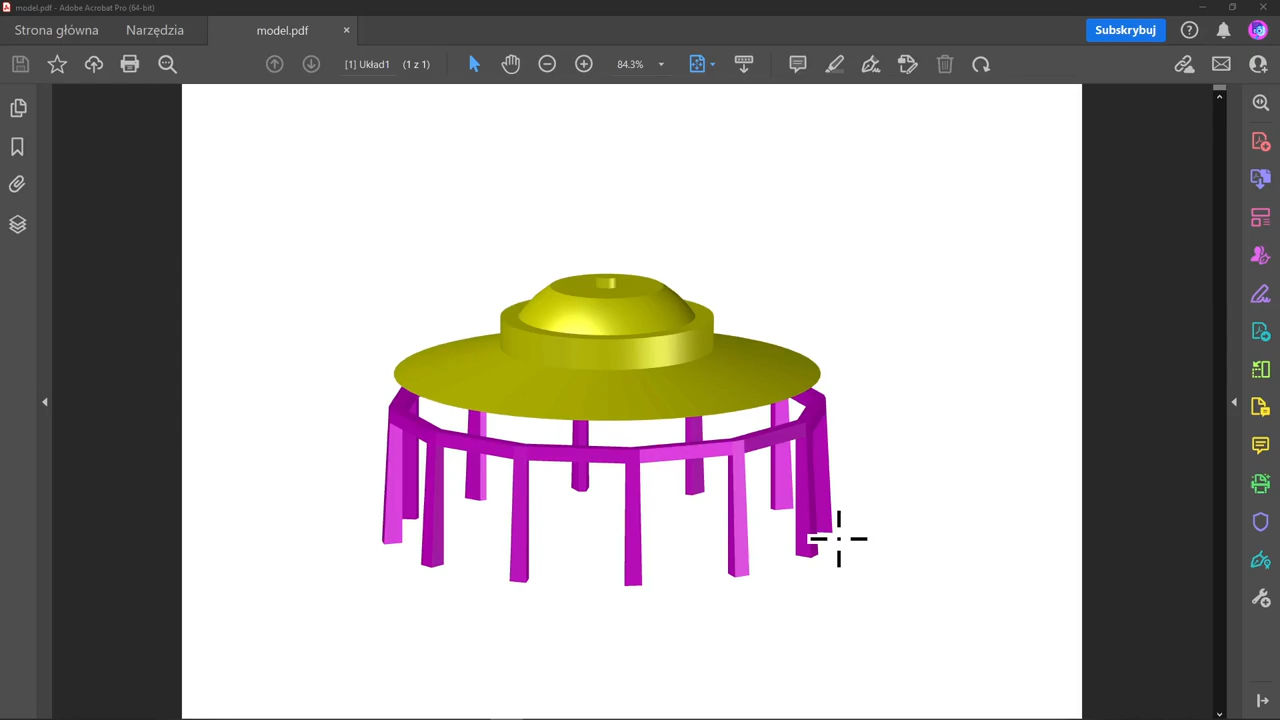 model.pdf - Adobe Acrobat Pro (64-bit)
Strona główna
Narzędzia
model.pdf
Subskrybuj
[1] Układ1
(1 z 1)
84.3%